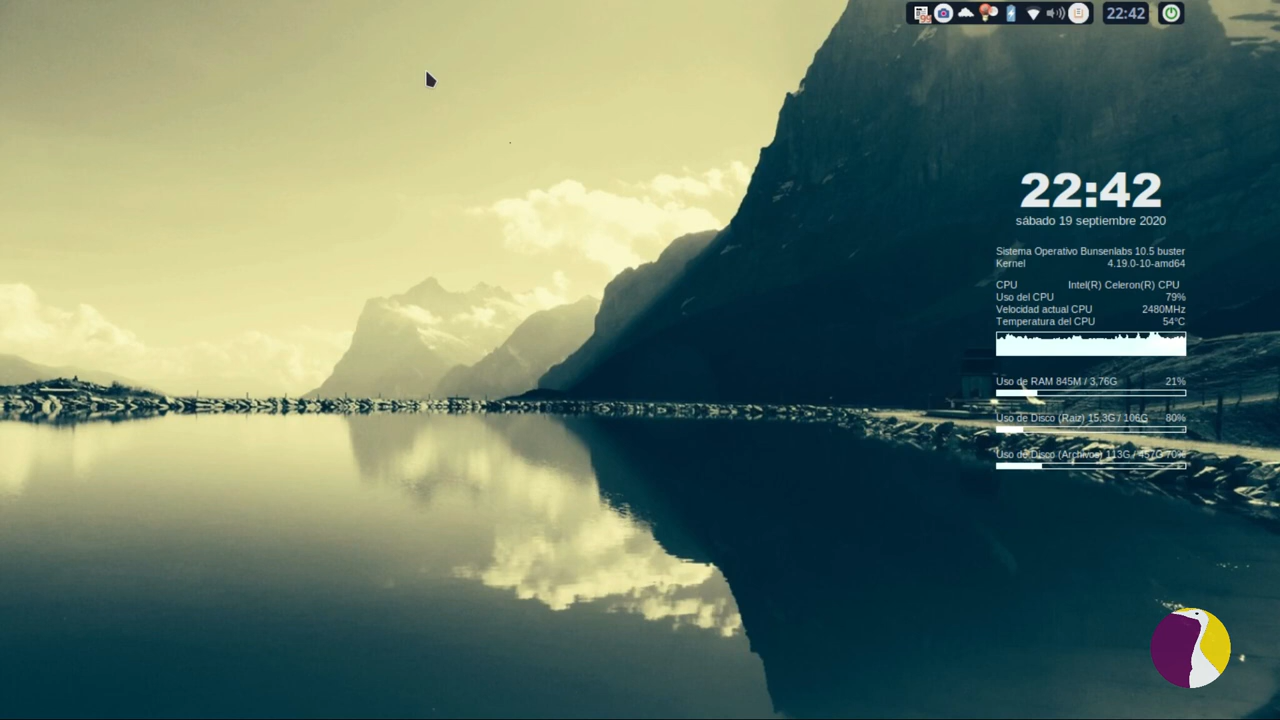 22:42
22:42
sábado 19 septiembre 2020
Sistema Operativo Bunsenlabs 10.5 buster
Kernel 4.19.0-10-amd64
CPU Intel(R) Celeron(R) CPU
Uso del CPU 79%
Velocidad actual CPU 2480MHz
Temperatura del CPU 54°C
Uso de RAM 845M / 3,76G 21%
Uso de Disco (Raiz) 15,3G / 106G 80%
Uso de Disco (Archivos) 113G / 457G 70%